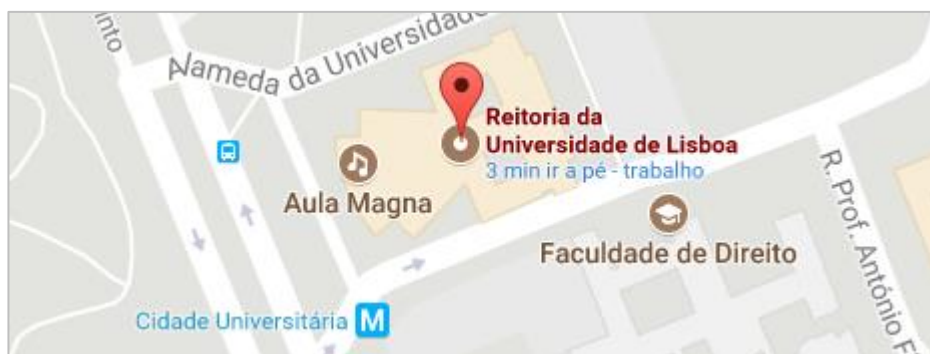 into
Alameda da Universidade
Reitoria da
Universidade de Lisboa
3 min ir a pé - trabalho
Aula Magna
Faculdade de Direito
R. Prof. António F
Cidade Universitária M